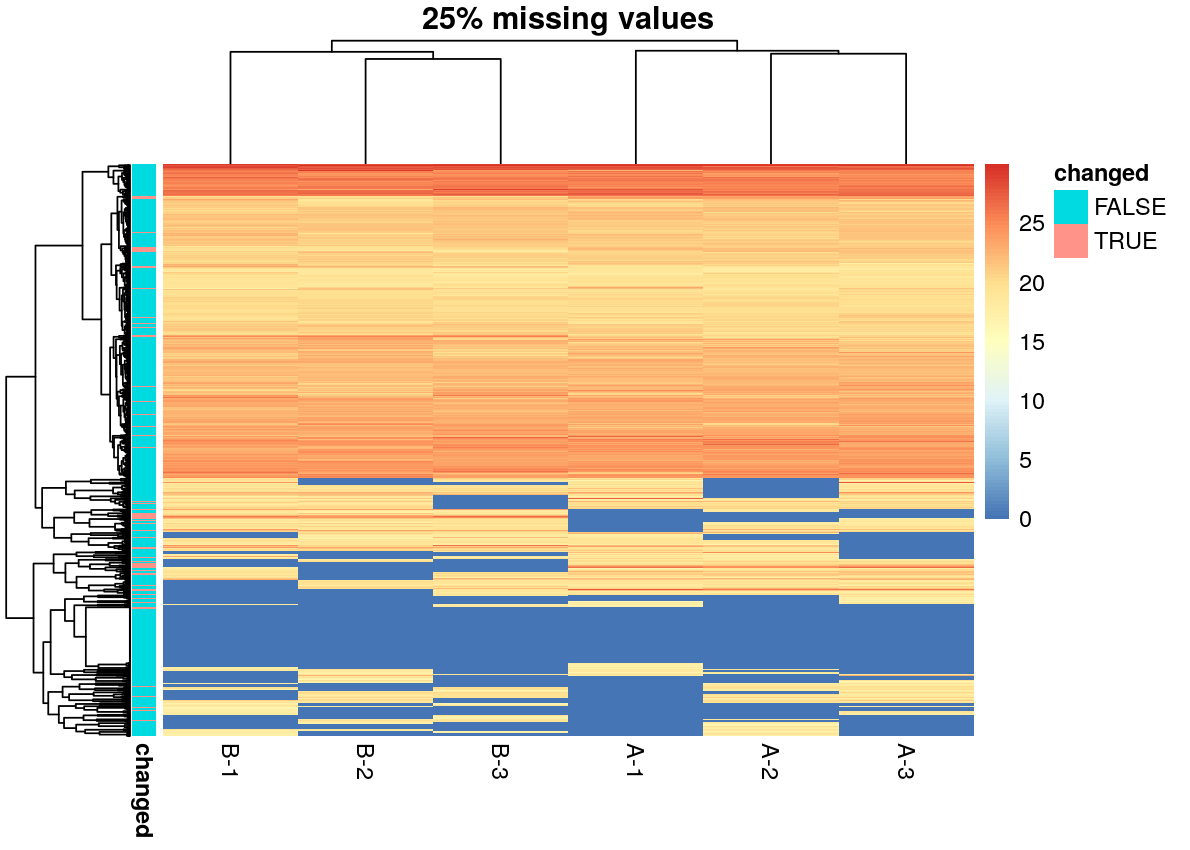 25% missing values
changed
FALSE
TRUE
25
20
15
10
5
0
changed
B-1
B-2
B-3
A-1
A-2
A-3